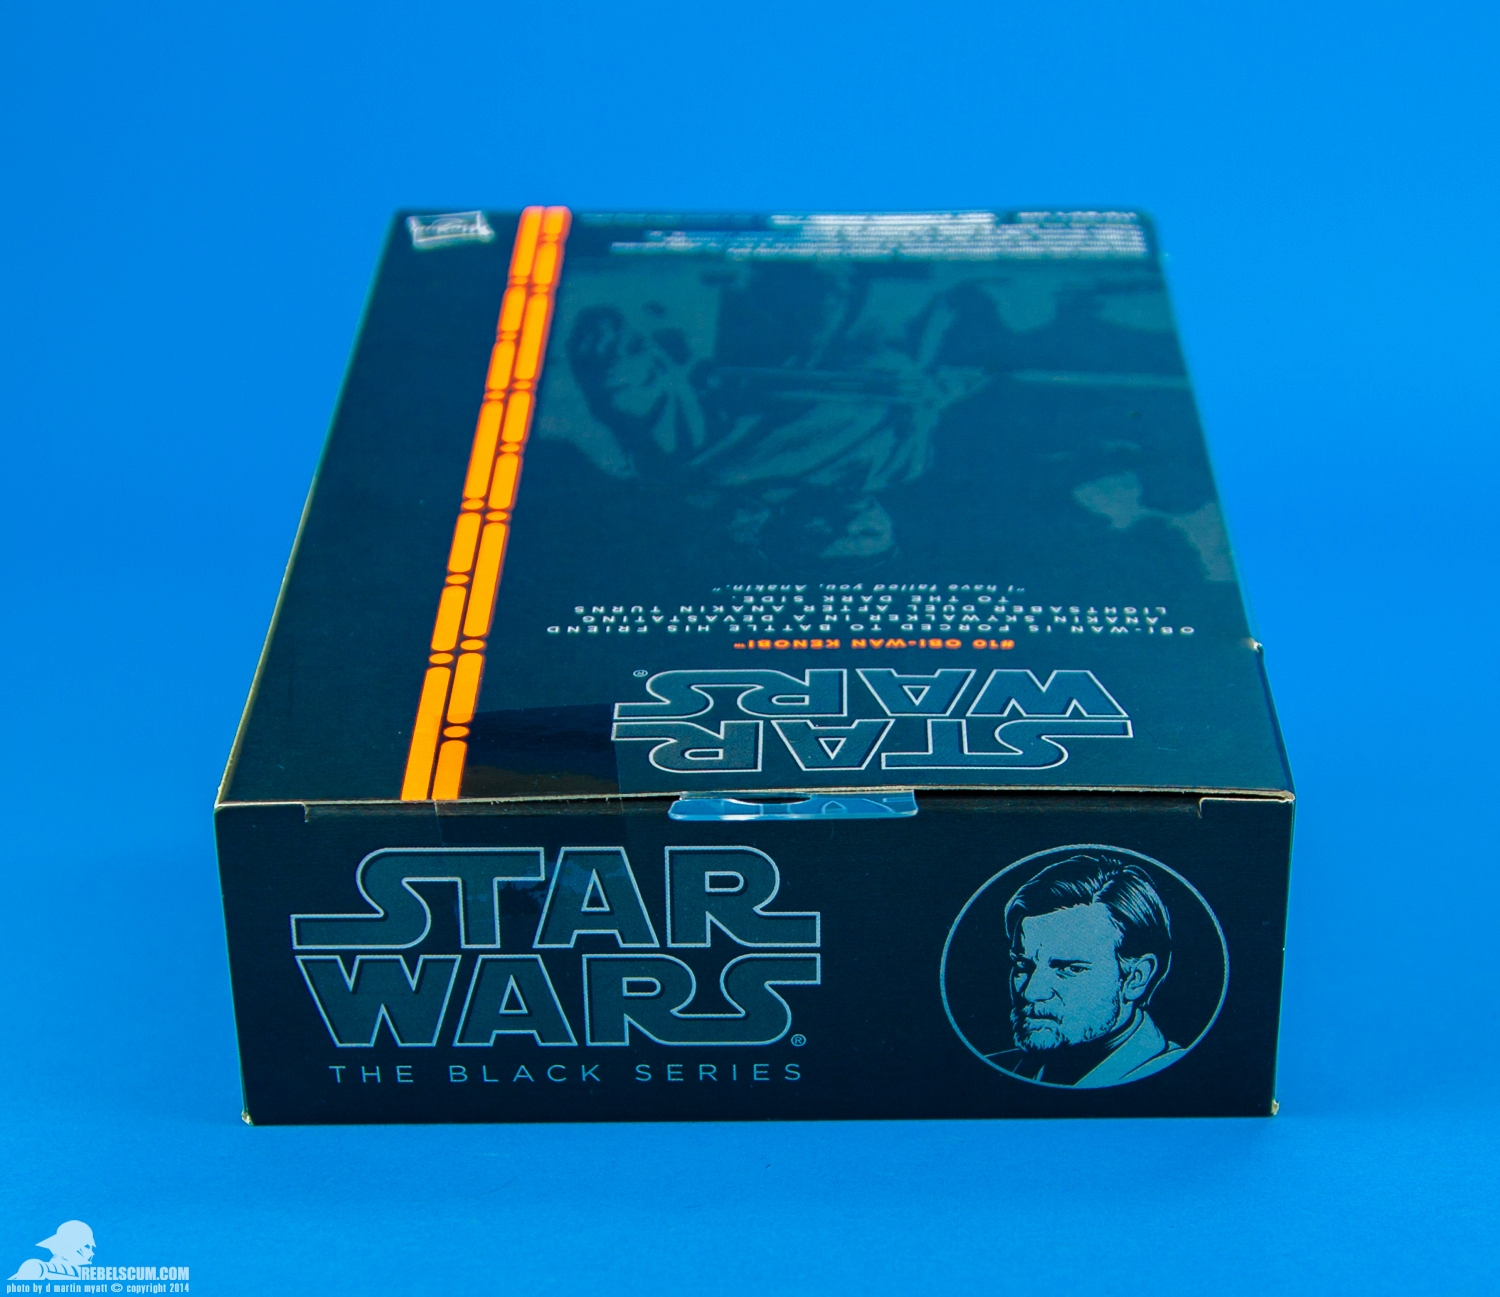 STAR
WARS®
#10 OBI-WAN KENOBI™
OBI-WAN IS FORCED TO BATTLE HIS FRIEND
ANAKIN SKYWALKER IN A DEVASTATING
LIGHTSABER DUEL AFTER ANAKIN TURNS
TO THE DARK SIDE.
"I have failed you, Anakin."
STAR
WARS®
THE BLACK SERIES
REBELSCUM.COM
photo by d martin myatt © copyright 2014